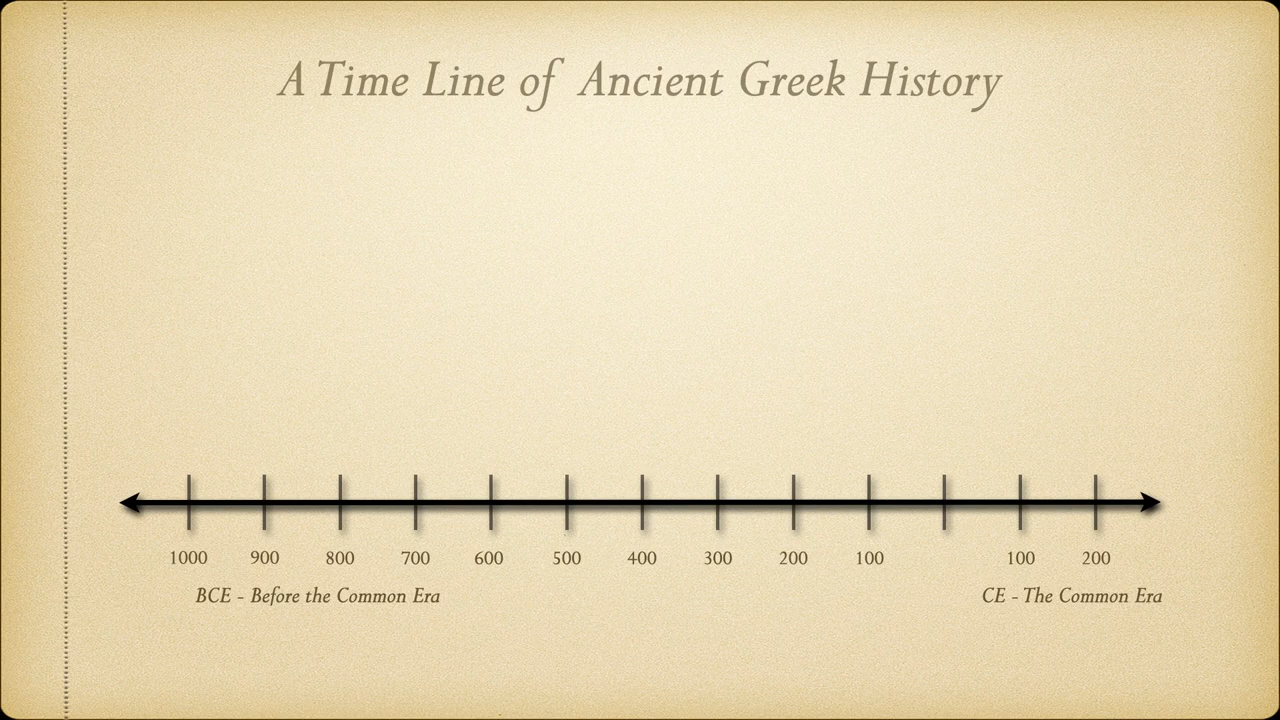 A Time Line of Ancient Greek History
1000 900 800 700 600 500 400 300 200 100 100 200
BCE - Before the Common Era CE - The Common Era